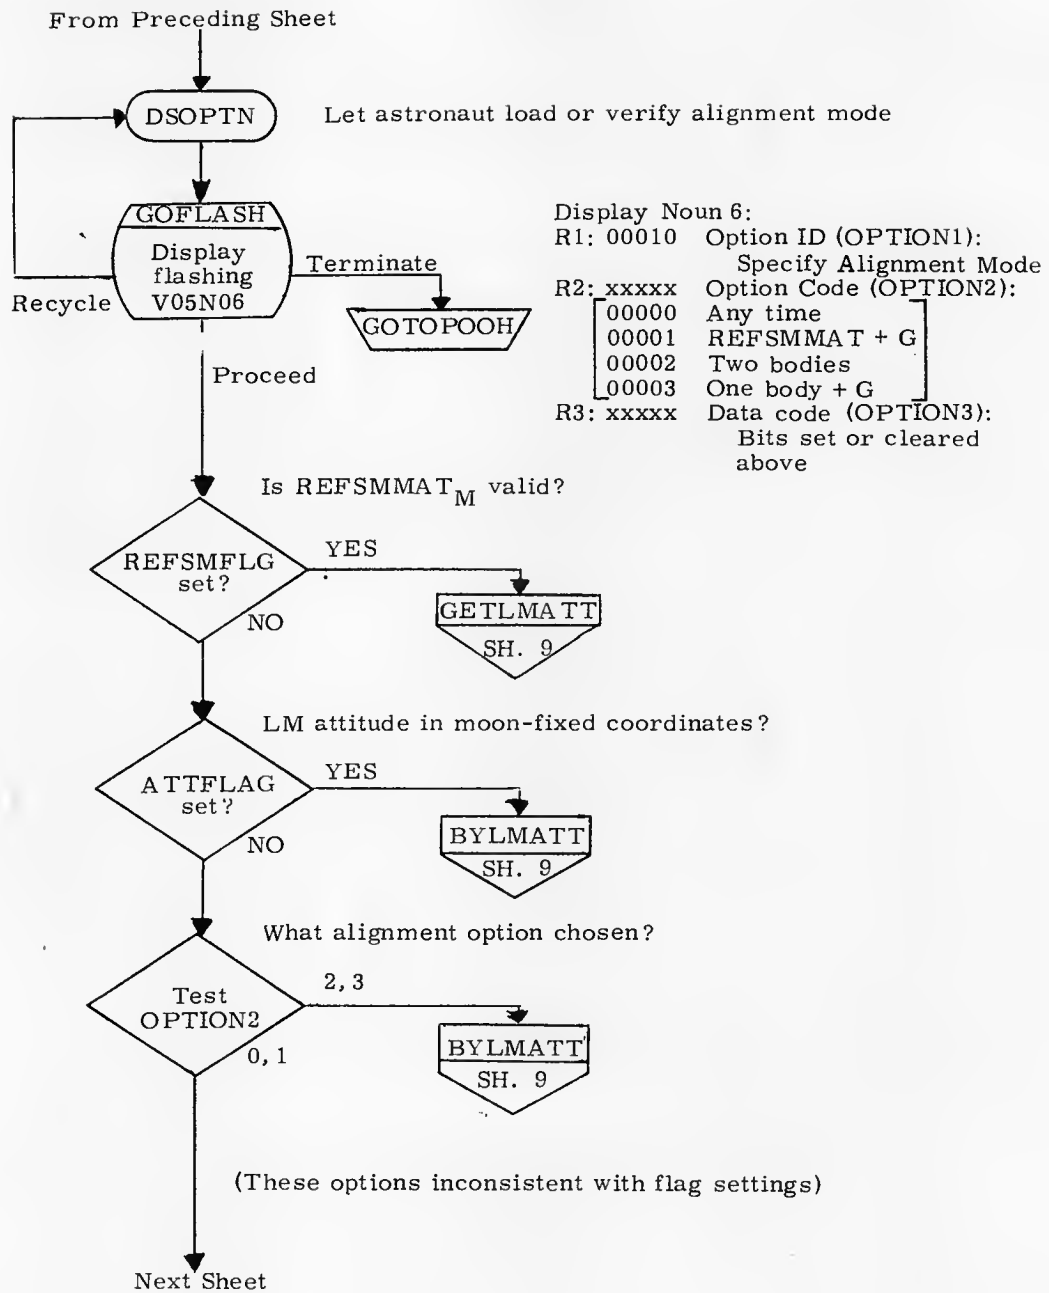 From Preceding Sheet
DSOPTN
Let astronaut load or verify alignment mode
GOFLASH
Display
flashing
V05N06
Recycle
Terminate
GOTOPOOH
Proceed
Display Noun 6:
R1: 00010 Option ID (OPTION1):
Specify Alignment Mode
R2: xxxxx Option Code (OPTION2):
00000 Any time
00001 REFSMMAT + G
00002 Two bodies
00003 One body + G
R3: xxxxx Data code (OPTION3):
Bits set or cleared
above
Is REFSMMAT_M valid?
REFSMFLG
set?
YES
NO
GETLMATT
SH. 9
LM attitude in moon-fixed coordinates?
ATTFLAG
set?
YES
NO
BYLMATT
SH. 9
What alignment option chosen?
Test
OPTION2
2, 3
0, 1
BYLMATT
SH. 9
(These options inconsistent with flag settings)
Next Sheet